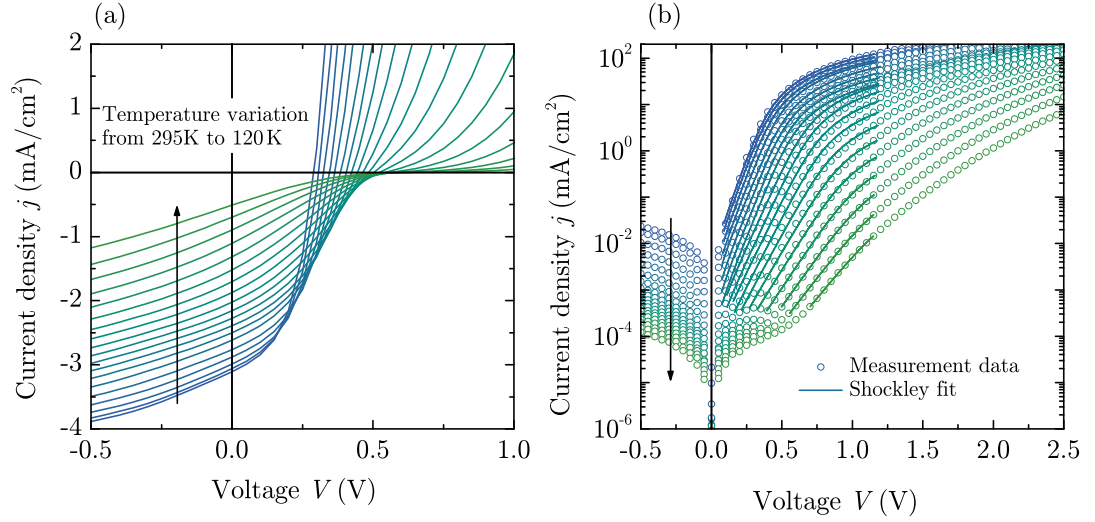 (a)
2
1
0
-1
-2
-3
-4
-0.5
0.0
0.5
1.0
Current density j (mA/cm²)
Voltage V (V)
Temperature variation
from 295K to 120K
(b)
10²
10⁰
10⁻²
10⁻⁴
10⁻⁶
-0.5
0.0
0.5
1.0
1.5
2.0
2.5
Current density j (mA/cm²)
Voltage V (V)
Measurement data
Shockley fit